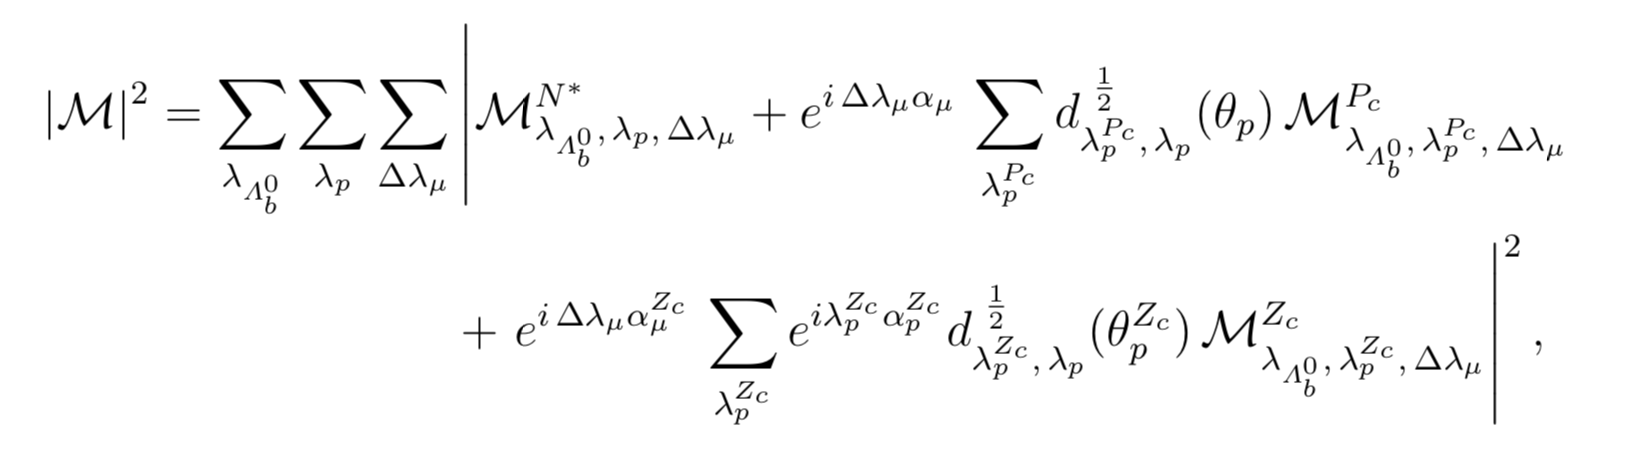 $|\mathcal{M}|^2 = \sum_{\lambda_{\Lambda_b^0}} \sum_{\lambda_p} \sum_{\Delta\lambda_\mu} \left| \mathcal{M}^{N^*}_{\lambda_{\Lambda_b^0},\, \lambda_p,\, \Delta\lambda_\mu} + e^{i\,\Delta\lambda_\mu \alpha_\mu} \sum_{\lambda_p^{P_c}} d^{\,\frac{1}{2}}_{\lambda_p^{P_c},\, \lambda_p}(\theta_p)\, \mathcal{M}^{P_c}_{\lambda_{\Lambda_b^0},\, \lambda_p^{P_c},\, \Delta\lambda_\mu} \right.$
$\left. +\ e^{i\,\Delta\lambda_\mu \alpha_\mu^{Z_c}} \sum_{\lambda_p^{Z_c}} e^{i\lambda_p^{Z_c} \alpha_p^{Z_c}} d^{\,\frac{1}{2}}_{\lambda_p^{Z_c},\, \lambda_p}(\theta_p^{Z_c})\, \mathcal{M}^{Z_c}_{\lambda_{\Lambda_b^0},\, \lambda_p^{Z_c},\, \Delta\lambda_\mu} \right|^2 ,$